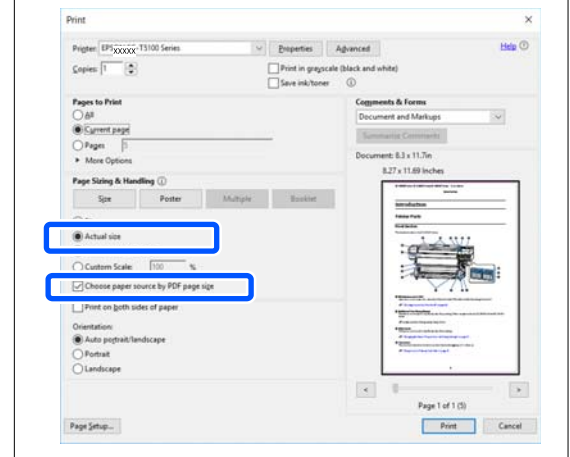 Print
Printer: EPSxxxxx-T5100 Series Properties Advanced Help
Copies: 1 Print in grayscale (black and white)
Save ink/toner
Pages to Print Comments & Forms
All Document and Markups
Current page Summarize Comments
Pages 1
More Options Document: 8.3 x 11.7in
8.27 x 11.69 Inches
Page Sizing & Handling
Size Poster Multiple Booklet
Actual size
Custom Scale: 100 %
Choose paper source by PDF page size
Print on both sides of paper
Orientation:
Auto portrait/landscape
Portrait
Landscape
Introduction
Printer Parts
< >
Page 1 of 1 (5)
Page Setup... Print Cancel